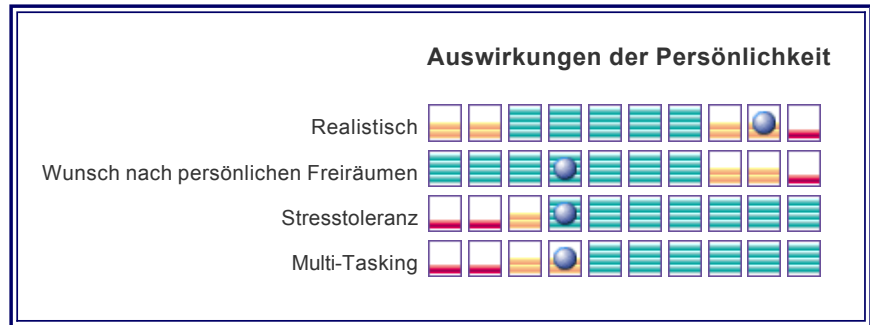 Auswirkungen der Persönlichkeit
Realistisch
Wunsch nach persönlichen Freiräumen
Stresstoleranz
Multi-Tasking